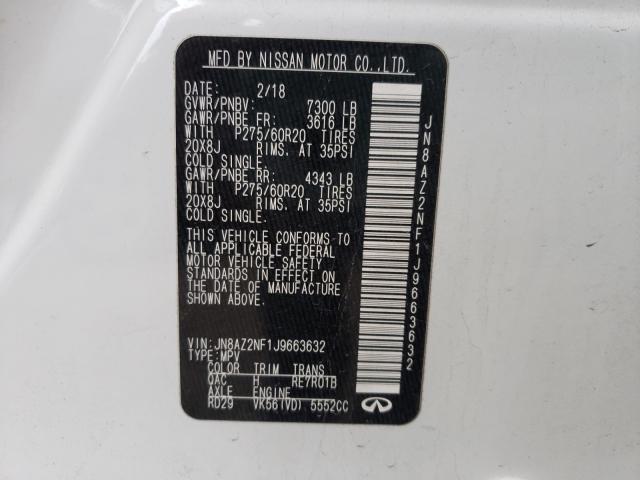 MFD BY NISSAN MOTOR CO.,LTD.
DATE: 2/18
GVWR/PNBV: 7300 LB
GAWR/PNBE FR: 3616 LB
WITH P275/60R20 TIRES
20X8J RIMS. AT 35PSI
COLD SINGLE.
GAWR/PNBE RR: 4343 LB
WITH P275/60R20 TIRES
20X8J RIMS. AT 35PSI
COLD SINGLE.
THIS VEHICLE CONFORMS TO
ALL APPLICABLE FEDERAL
MOTOR VEHICLE SAFETY
STANDARDS IN EFFECT ON
THE DATE OF MANUFACTURE
SHOWN ABOVE.
VIN: JN8AZ2NF1J9663632
TYPE: MPV
COLOR TRIM TRANS
QAC H RE7R01B
AXLE ENGINE
RD29 VK56(VD) 5552CC
JN8AZ2NF1J9663632